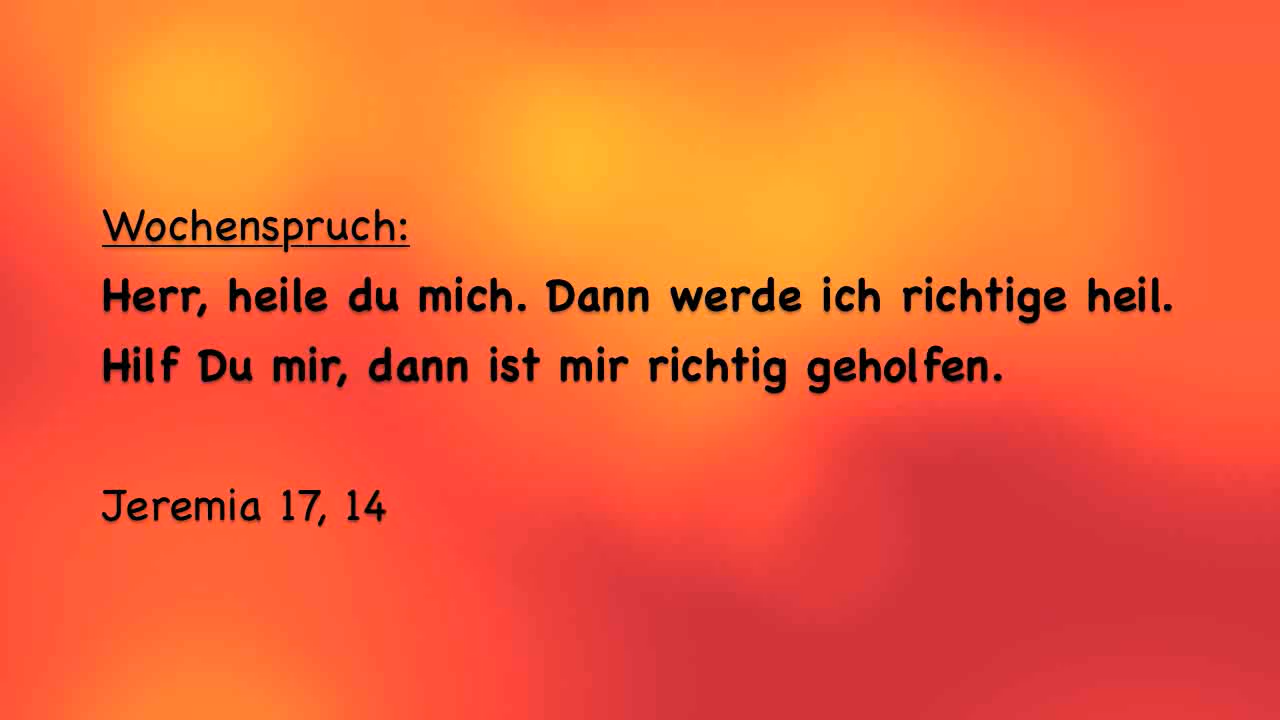 Wochenspruch:
Herr, heile du mich. Dann werde ich richtige heil.
Hilf Du mir, dann ist mir richtig geholfen.
Jeremia 17, 14